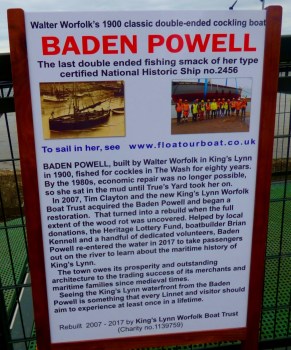 Walter Worfolk's 1900 classic double-ended cockling boat
BADEN POWELL
The last double ended fishing smack of her type
certified National Historic Ship no.2456
To sail in her, see www.floatourboat.co.uk
BADEN POWELL, built by Walter Worfolk in King's Lynn
in 1900, fished for cockles in The Wash for eighty years.
By the 1980s, economic repair was no longer possible,
so she sat in the mud until True's Yard took her on.
In 2007, Tim Clayton and the new King's Lynn Worfolk
Boat Trust acquired the Baden Powell and began a
restoration. That turned into a rebuild when the full
extent of the wood rot was uncovered. Helped by local
donations, the Heritage Lottery Fund, boatbuilder Brian
Kennell and a handful of dedicated volunteers, Baden
Powell re-entered the water in 2017 to take passengers
out on the river to learn about the maritime history of
King's Lynn.
The town owes its prosperity and outstanding
architecture to the trading success of its merchants and
maritime families since medieval times.
Seeing the King's Lynn waterfront from the Baden
Powell is something that every Linnet and visitor should
aim to experience at least once in a lifetime.
Rebuilt 2007 - 2017 by King's Lynn Worfolk Boat Trust
(Charity no.1139759)